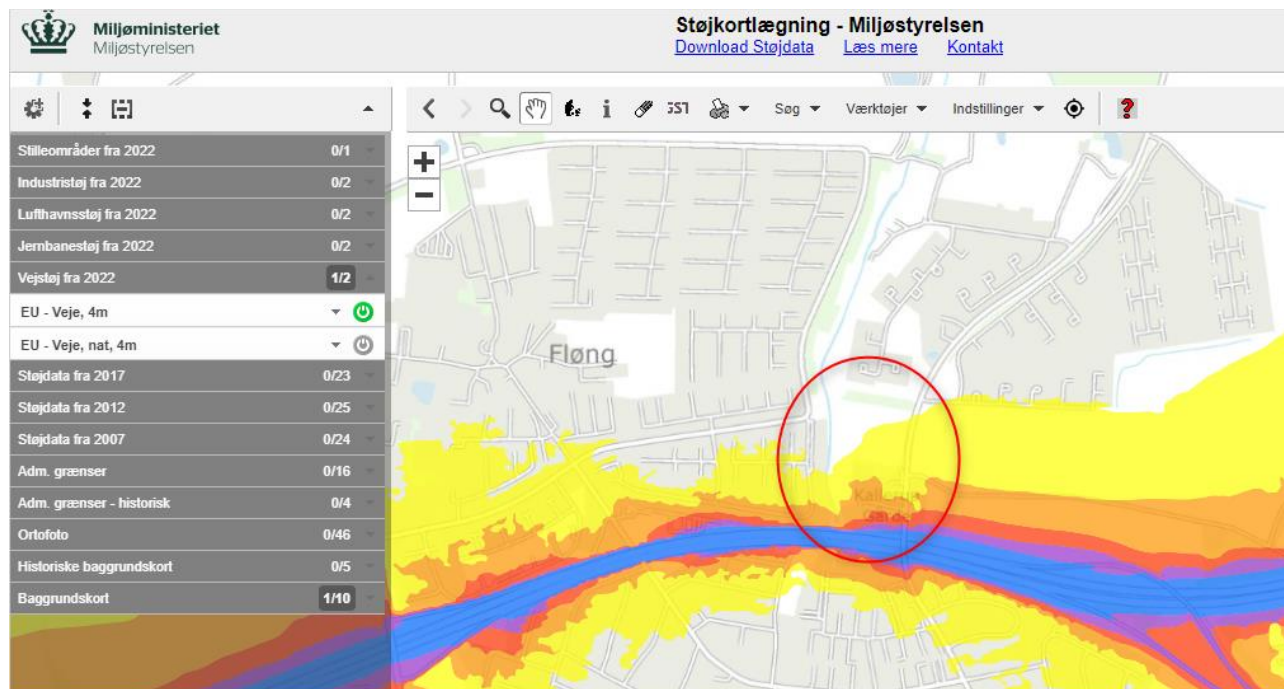 Miljøministeriet
Miljøstyrelsen
Støjkortlægning - Miljøstyrelsen
Download Støjdata Læs mere Kontakt
Søg Værktøjer Indstillinger ?
Stilleområder fra 2022 0/1
Industristøj fra 2022 0/2
Lufthavnsstøj fra 2022 0/2
Jernbanestøj fra 2022 0/2
Vejstøj fra 2022 1/2
EU - Veje, 4m
EU - Veje, nat, 4m
Støjdata fra 2017 0/23
Støjdata fra 2012 0/25
Støjdata fra 2007 0/24
Adm. grænser 0/16
Adm. grænser - historisk 0/4
Ortofoto 0/46
Historiske baggrundskort 0/5
Baggrundskort 1/10
Fløng